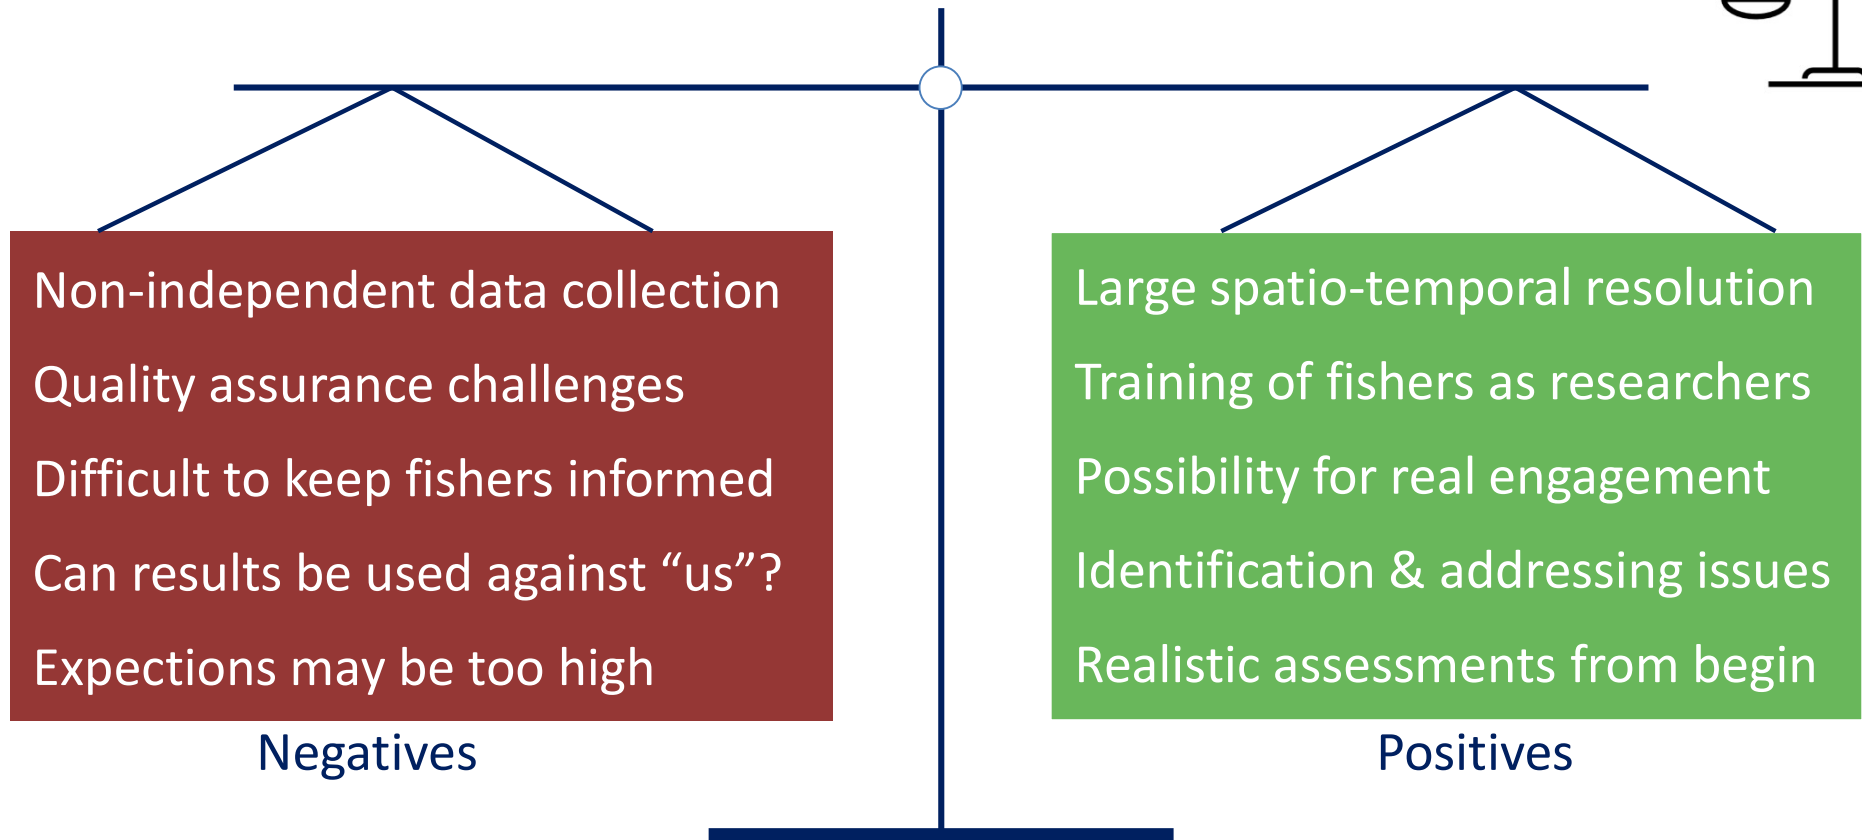 Non-independent data collection
Quality assurance challenges
Difficult to keep fishers informed
Can results be used against “us”?
Expections may be too high
Negatives
Large spatio-temporal resolution
Training of fishers as researchers
Possibility for real engagement
Identification & addressing issues
Realistic assessments from begin
Positives